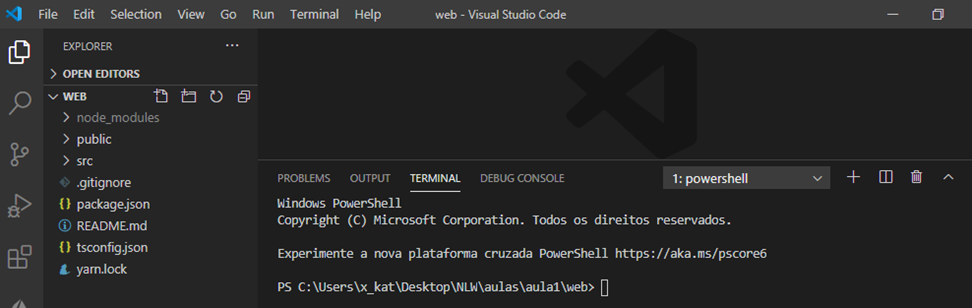 File Edit Selection View Go Run Terminal Help web - Visual Studio Code
EXPLORER
OPEN EDITORS
WEB
node_modules
public
src
.gitignore
package.json
README.md
tsconfig.json
yarn.lock
PROBLEMS OUTPUT TERMINAL DEBUG CONSOLE 1: powershell
Windows PowerShell
Copyright (C) Microsoft Corporation. Todos os direitos reservados.
Experimente a nova plataforma cruzada PowerShell https://aka.ms/pscore6
PS C:\Users\x_kat\Desktop\NLW\aulas\aula1\web>